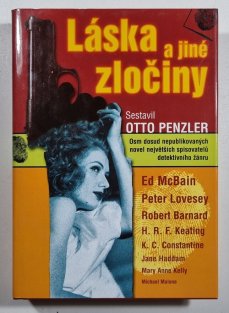 Láska a jiné
zločiny
Sestavil
OTTO PENZLER
Osm dosud nepublikovaných
novel největších spisovatelů
detektivního žánru
Ed McBain
Peter Lovesey
Robert Barnard
H. R. F. Keating
K. C. Constantine
Jane Haddam
Mary Anne Kelly
Michael Malone